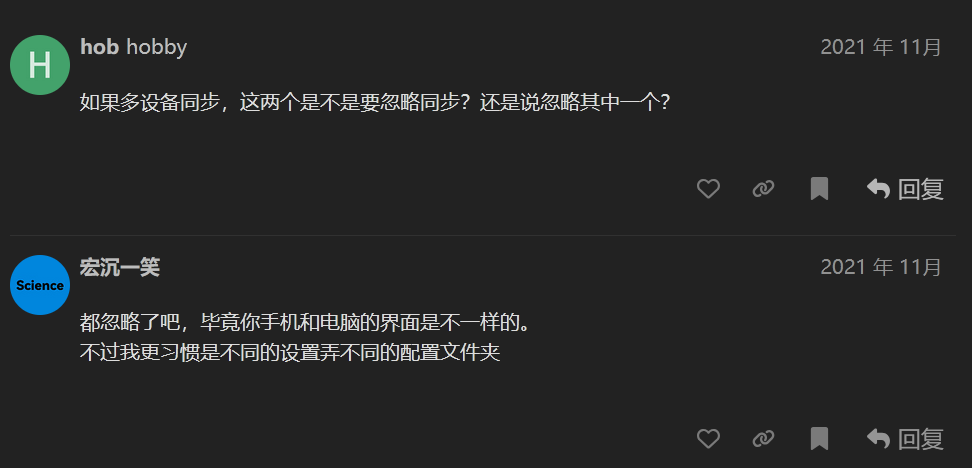 H
hob hobby
2021 年 11月
如果多设备同步，这两个是不是要忽略同步？还是说忽略其中一个？
回复
Science
宏沉一笑
2021 年 11月
都忽略了吧，毕竟你手机和电脑的界面是不一样的。
不过我更习惯是不同的设置弄不同的配置文件夹
回复